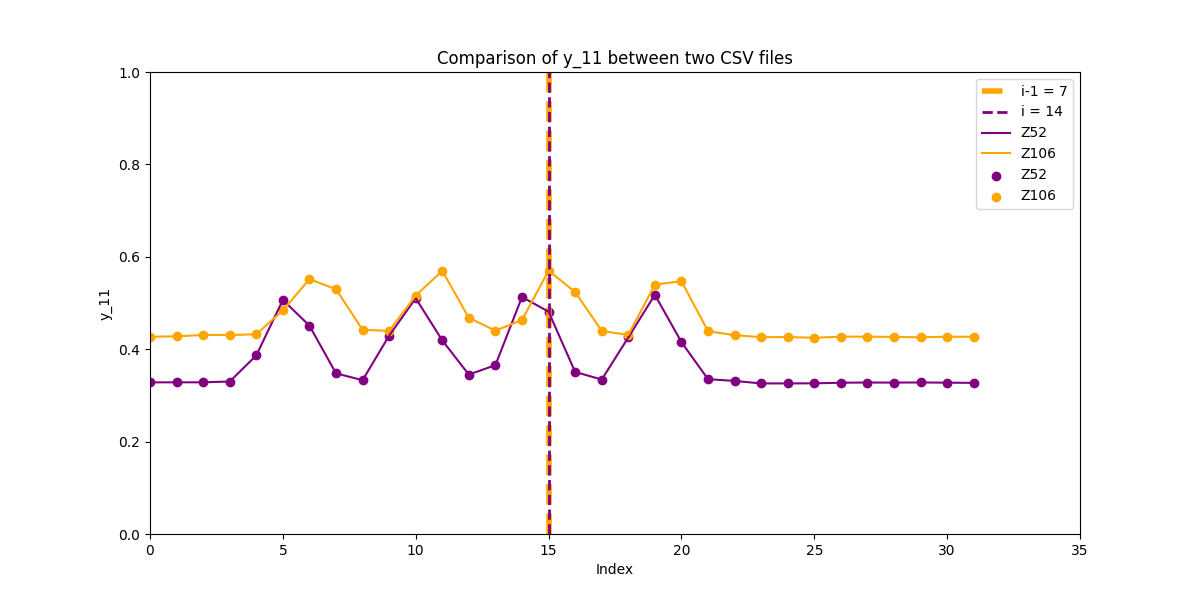 Comparison of y_11 between two CSV files
i-1 = 7
i = 14
Z52
Z106
Z52
Z106
y_11
1.0
0.8
0.6
0.4
0.2
0.0
0 5 10 15 20 25 30 35
Index